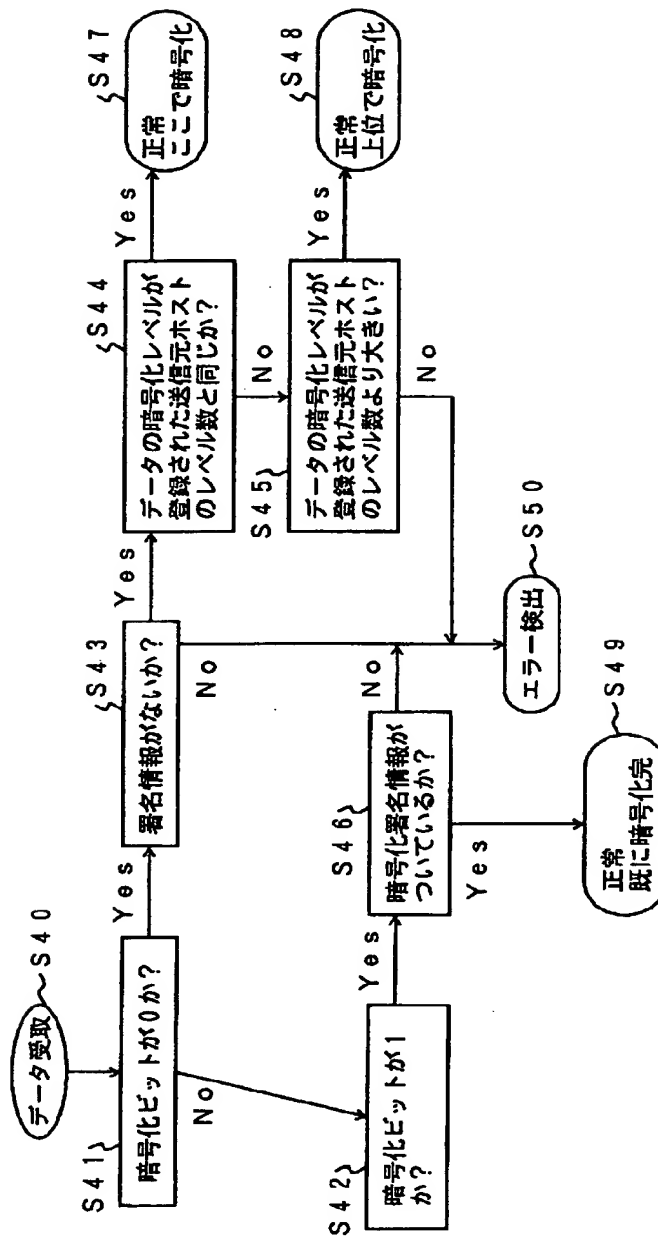 データ受取
S40
S41
暗号化ビットが0か?
Yes
No
S42
暗号化ビットが1
か?
Yes
S43
署名情報がないか?
Yes
No
S46
暗号化署名情報が
ついているか?
No
Yes
S44
データの暗号化レベルが
登録された送信元ホスト
のレベル数と同じか?
Yes
No
S45
データの暗号化レベルが
登録された送信元ホスト
のレベル数より大きい?
Yes
No
S47
正常
ここで暗号化
S48
正常
上位で暗号化
S49
正常
既に暗号化完
S50
エラー検出